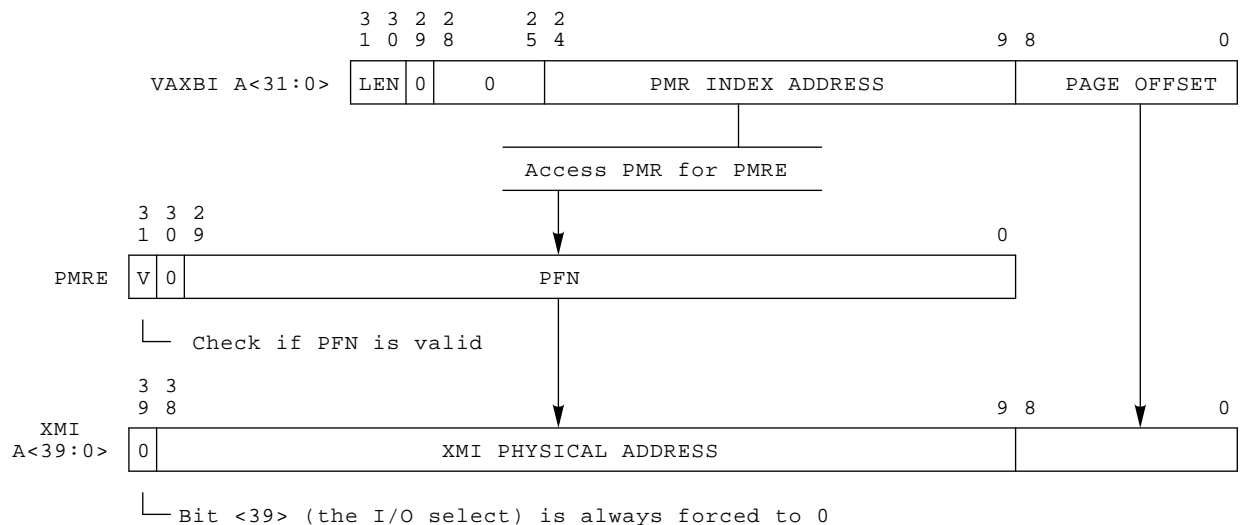 3 3 2 2 2 2
1 0 9 8 5 4 9 8 0
VAXBI A<31:0> LEN 0 0 PMR INDEX ADDRESS PAGE OFFSET
Access PMR for PMRE
3 3 2
1 0 9 0
PMRE V 0 PFN
Check if PFN is valid
3 3
9 8 9 8 0
XMI
A<39:0> 0 XMI PHYSICAL ADDRESS
Bit <39> (the I/O select) is always forced to 0